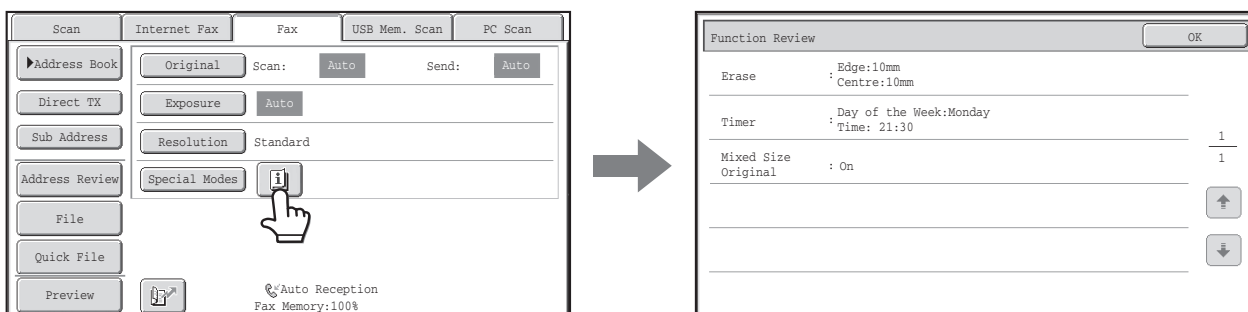 Scan Internet Fax Fax USB Mem. Scan PC Scan
Address Book Original Scan: Auto Send: Auto
Direct TX Exposure Auto
Sub Address Resolution Standard
Address Review Special Modes
File
Quick File
Preview
Auto Reception
Fax Memory:100%
Function Review OK
Erase : Edge:10mm
Centre:10mm
Timer : Day of the Week:Monday
Time: 21:30
Mixed Size
Original : On
1
1